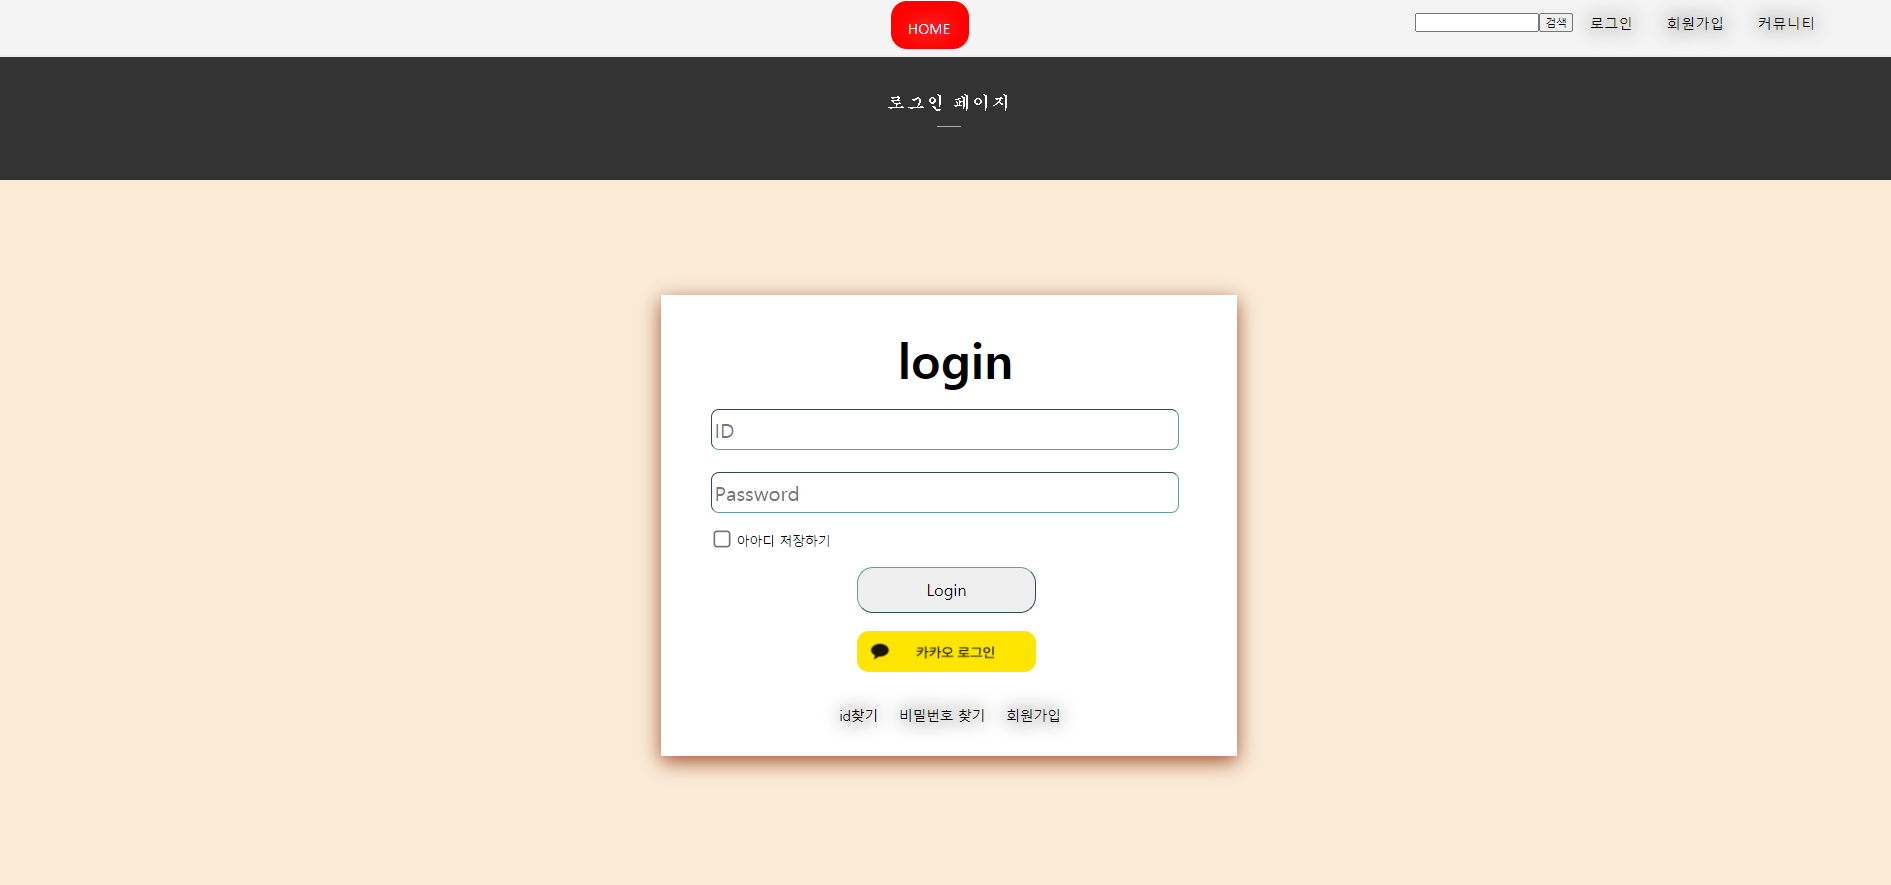 HOME
검색 로그인 회원가입 커뮤니티
로그인 페이지
login
ID
Password
아아디 저장하기
Login
카카오 로그인
id찾기 비밀번호 찾기 회원가입